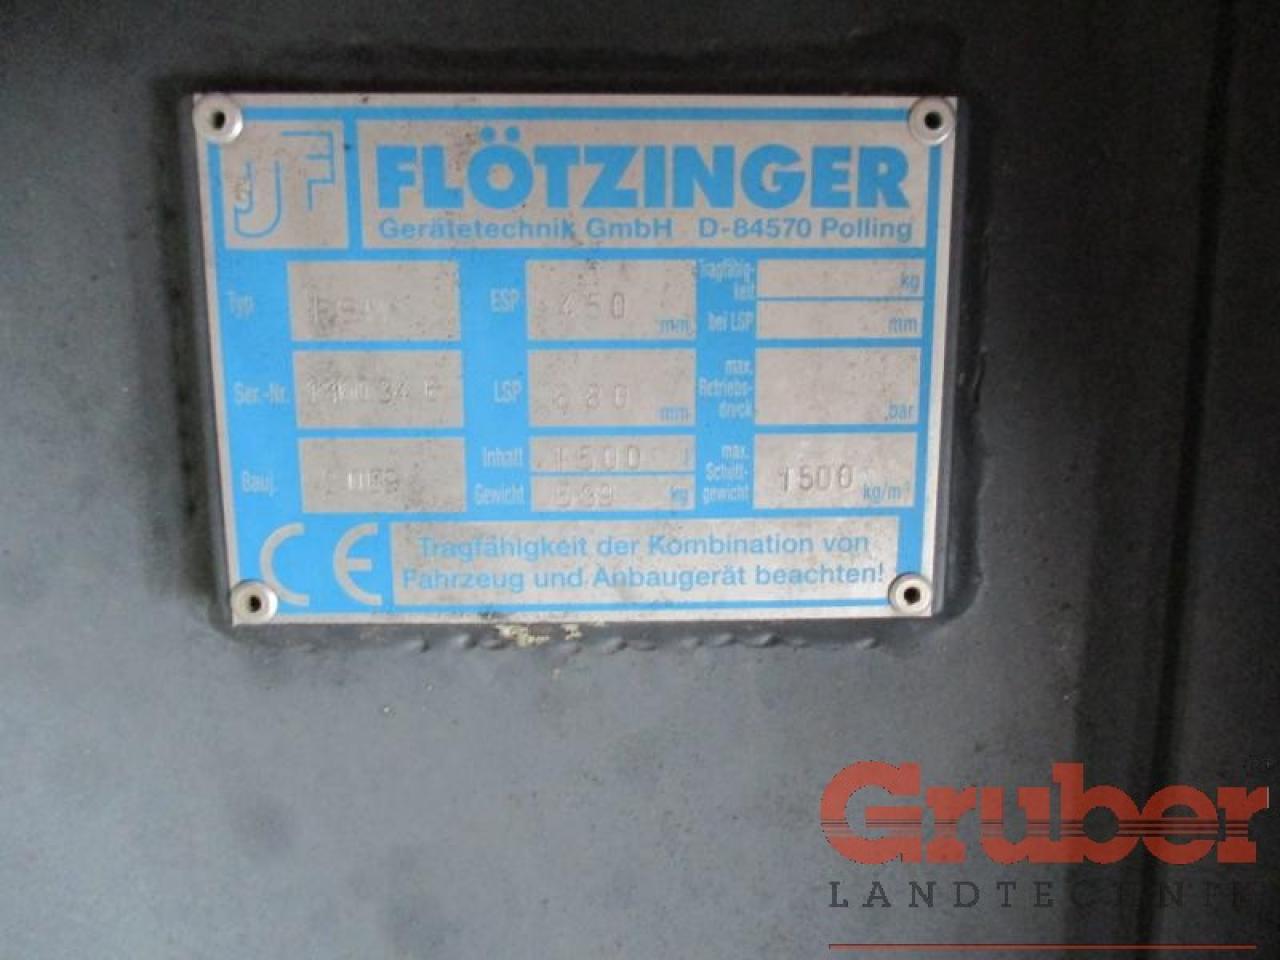 FLÖTZINGER
Gerätetechnik GmbH D-84570 Polling
Typ
ESP 450 mm
Tragfähig-
keit kg
bei LSP mm
Ser.-Nr.
LSP 680 mm
max.
Betriebs-
druck bar
Bauj.
Inhalt 1500 l
Gewicht kg
max.
Schütt-
gewicht 1500 kg/m³
CE
Tragfähigkeit der Kombination von
Fahrzeug und Anbaugerät beachten!
Gruber
LANDTECHNIK